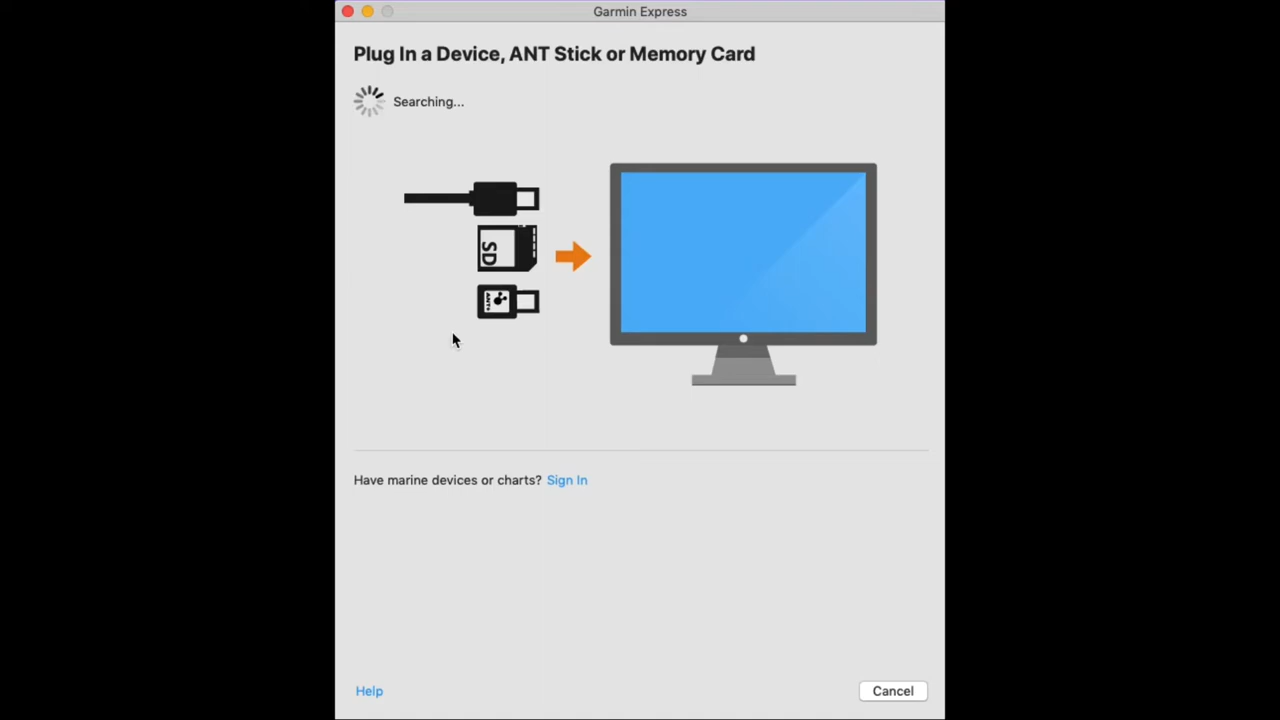 Garmin Express
Plug In a Device, ANT Stick or Memory Card
Searching...
SD
ANT+
Have marine devices or charts? Sign In
Help
Cancel